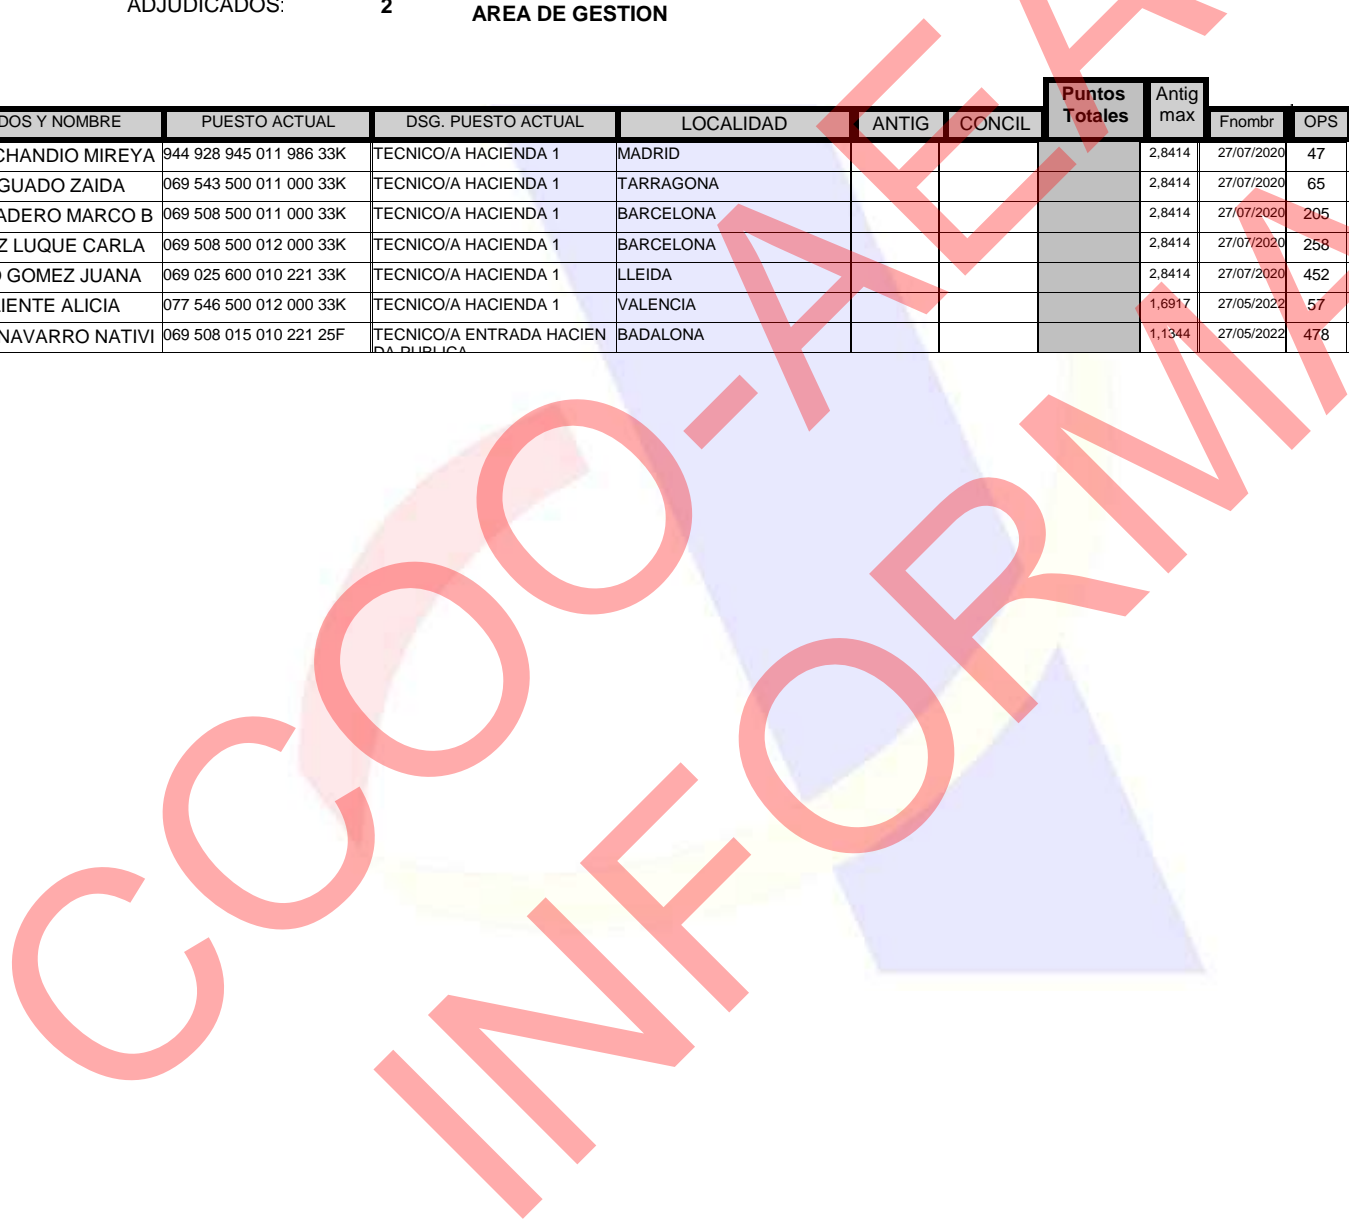 ADJUDICADOS: 2 AREA DE GESTION
DOS Y NOMBRE PUESTO ACTUAL DSG. PUESTO ACTUAL LOCALIDAD ANTIG CONCIL Puntos Totales Antig max Fnombr OPS
CHANDIO MIREYA 944 928 945 011 986 33K TECNICO/A HACIENDA 1 MADRID 2,8414 27/07/2020 47
GUADO ZAIDA 069 543 500 011 000 33K TECNICO/A HACIENDA 1 TARRAGONA 2,8414 27/07/2020 65
ADERO MARCO B 069 508 500 011 000 33K TECNICO/A HACIENDA 1 BARCELONA 2,8414 27/07/2020 205
Z LUQUE CARLA 069 508 500 012 000 33K TECNICO/A HACIENDA 1 BARCELONA 2,8414 27/07/2020 258
O GOMEZ JUANA 069 025 600 010 221 33K TECNICO/A HACIENDA 1 LLEIDA 2,8414 27/07/2020 452
IENTE ALICIA 077 546 500 012 000 33K TECNICO/A HACIENDA 1 VALENCIA 1,6917 27/05/2022 57
NAVARRO NATIVI 069 508 015 010 221 25F TECNICO/A ENTRADA HACIEN BADALONA 1,1344 27/05/2022 478
DA PUBLICA
CCOO-AEA
INFORMA